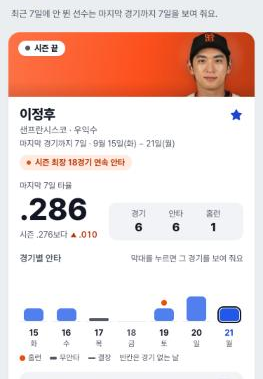 최근 7일에 안 뛴 선수는 마지막 경기까지 7일을 보여 줘요.
시즌 끝
이정후
샌프란시스코 · 우익수
마지막 경기까지 7일 · 9월 15일(화) – 21일(월)
시즌 최장 18경기 연속 안타
마지막 7일 타율
.286
시즌 .276보다 ▲ .010
경기 안타 홈런
6 6 1
경기별 안타
막대를 누르면 그 경기를 보여 줘요
15 16 17 18 19 20 21
화 수 목 금 토 일 월
홈런 무안타 결장 빈칸은 경기 없는 날